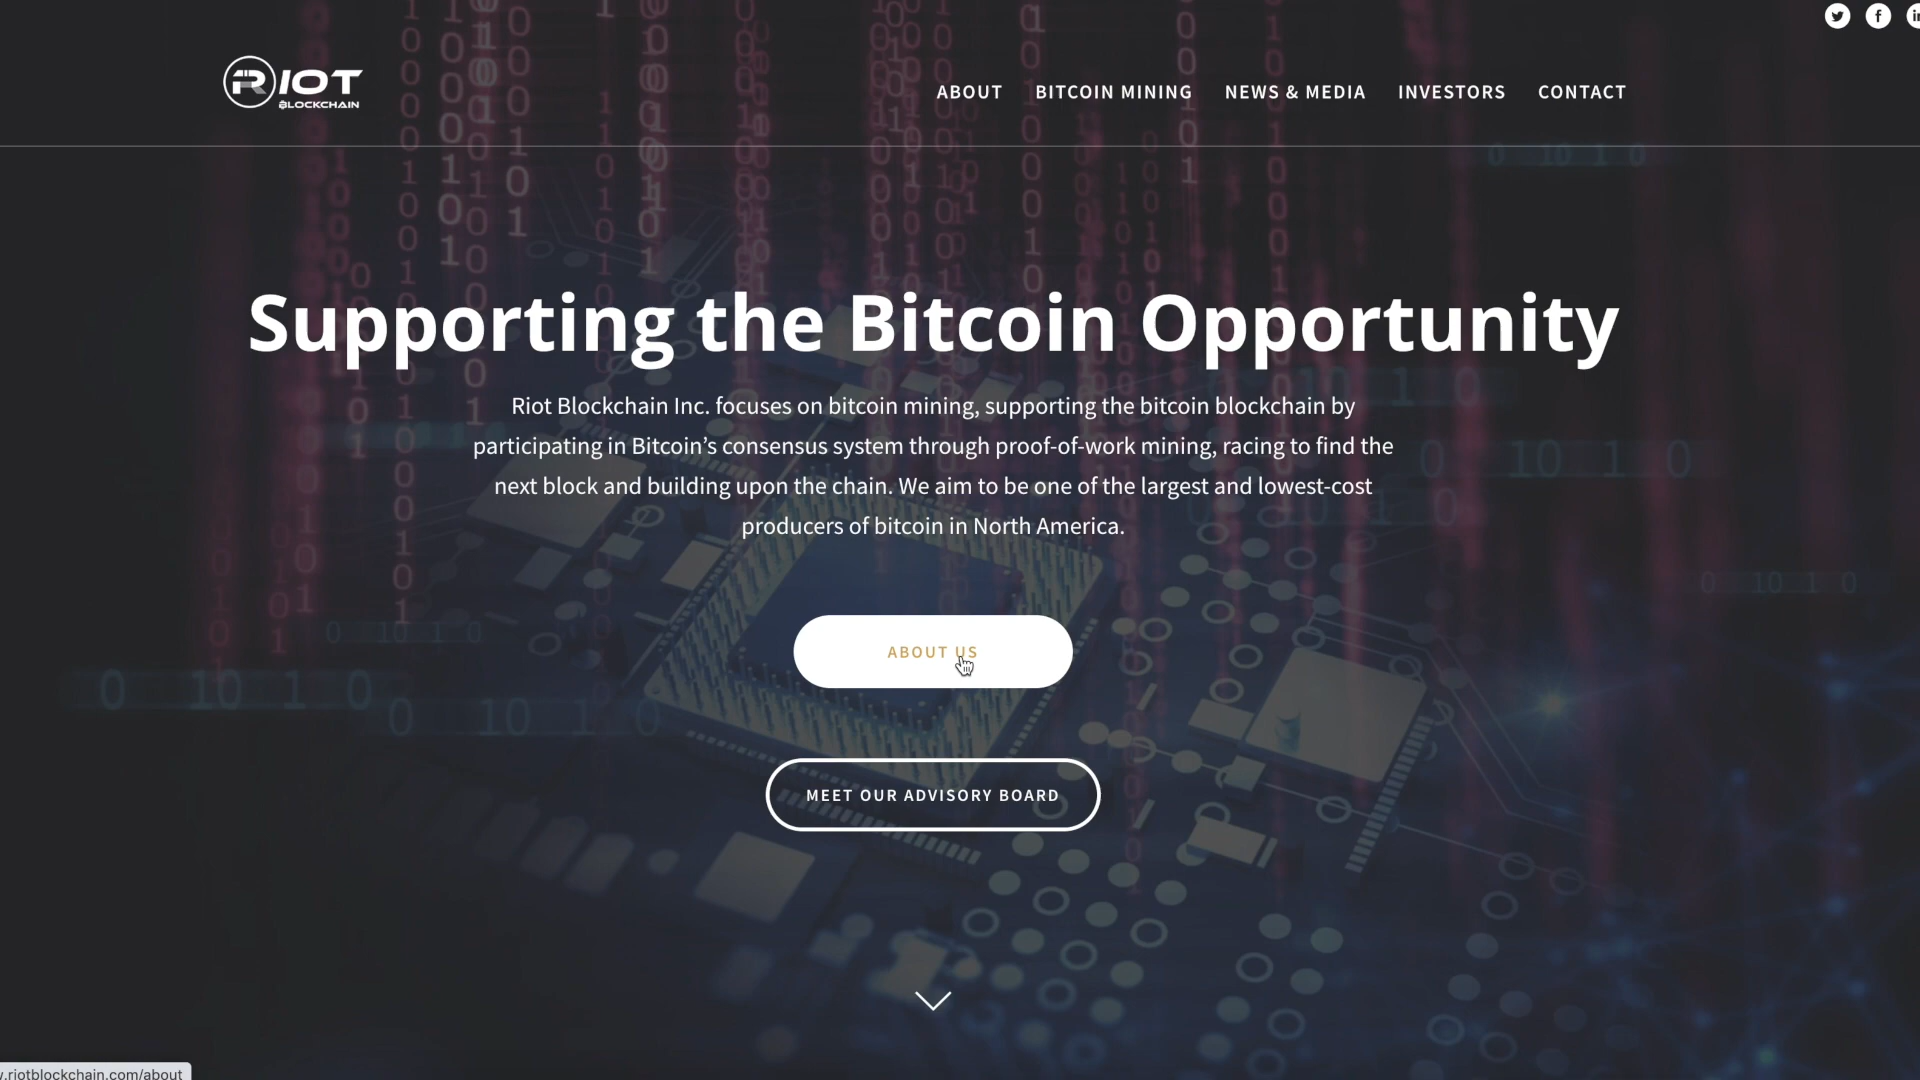 RIOT
BLOCKCHAIN
ABOUT
BITCOIN MINING
NEWS & MEDIA
INVESTORS
CONTACT
Supporting the Bitcoin Opportunity
Riot Blockchain Inc. focuses on bitcoin mining, supporting the bitcoin blockchain by
participating in Bitcoin’s consensus system through proof-of-work mining, racing to find the
next block and building upon the chain. We aim to be one of the largest and lowest-cost
producers of bitcoin in North America.
ABOUT US
MEET OUR ADVISORY BOARD
.riotblockchain.com/about